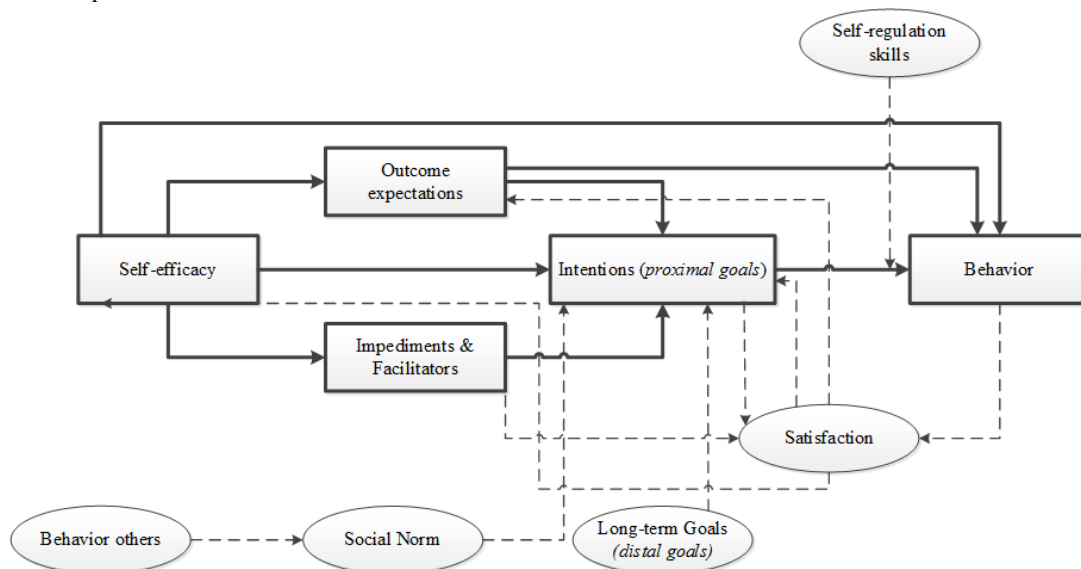 Self-regulation
skills
Outcome
expectations
Self-efficacy
Intentions (proximal goals)
Behavior
Impediments &
Facilitators
Satisfaction
Behavior others
Social Norm
Long-term Goals
(distal goals)